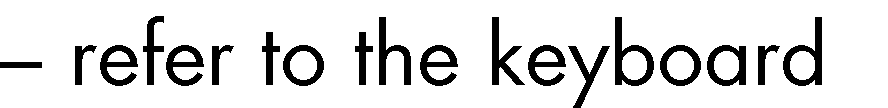 – refer to the keyboard